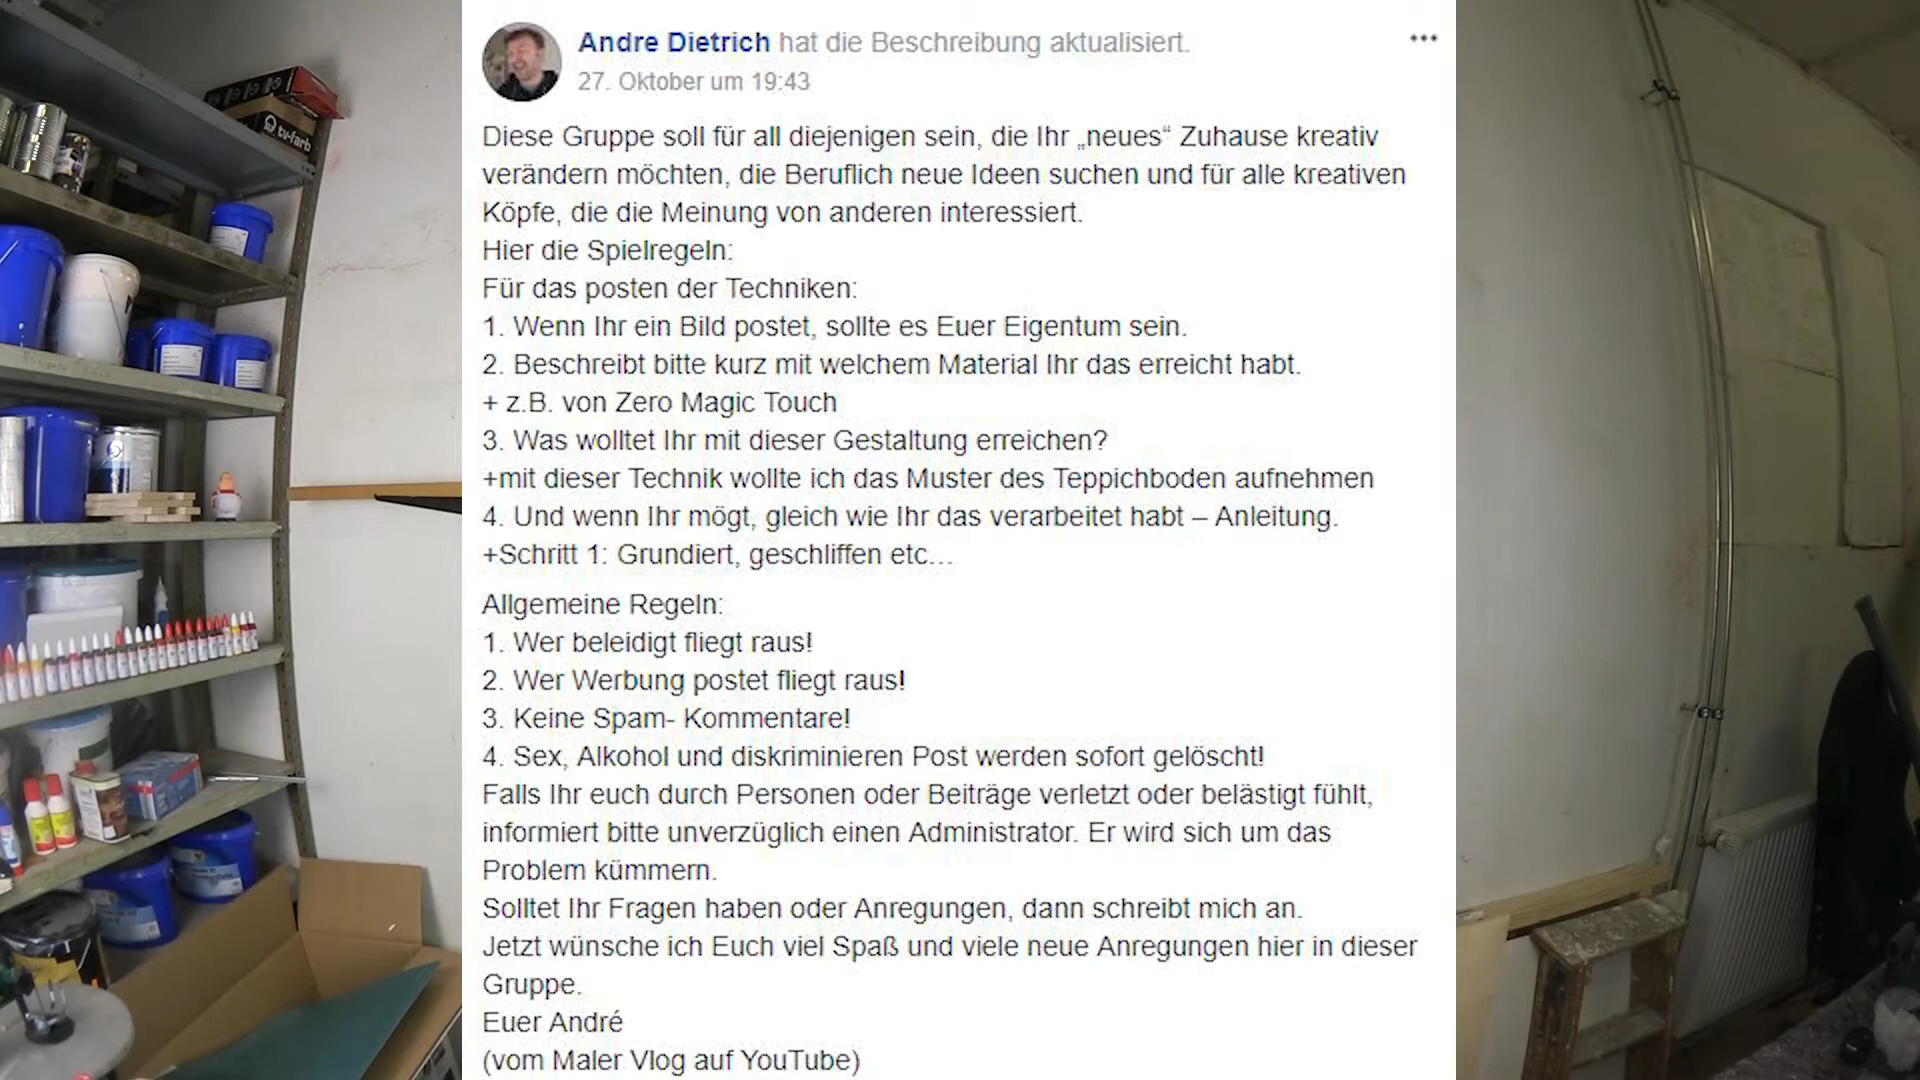 tu-farb
Andre Dietrich hat die Beschreibung aktualisiert.
27. Oktober um 19:43
Diese Gruppe soll für all diejenigen sein, die Ihr „neues“ Zuhause kreativ
verändern möchten, die Beruflich neue Ideen suchen und für alle kreativen
Köpfe, die die Meinung von anderen interessiert.
Hier die Spielregeln:
Für das posten der Techniken:
1. Wenn Ihr ein Bild postet, sollte es Euer Eigentum sein.
2. Beschreibt bitte kurz mit welchem Material Ihr das erreicht habt.
+ z.B. von Zero Magic Touch
3. Was wolltet Ihr mit dieser Gestaltung erreichen?
+mit dieser Technik wollte ich das Muster des Teppichboden aufnehmen
4. Und wenn Ihr mögt, gleich wie Ihr das verarbeitet habt – Anleitung.
+Schritt 1: Grundiert, geschliffen etc…
Allgemeine Regeln:
1. Wer beleidigt fliegt raus!
2. Wer Werbung postet fliegt raus!
3. Keine Spam- Kommentare!
4. Sex, Alkohol und diskriminieren Post werden sofort gelöscht!
Falls Ihr euch durch Personen oder Beiträge verletzt oder belästigt fühlt,
informiert bitte unverzüglich einen Administrator. Er wird sich um das
Problem kümmern.
Solltet Ihr Fragen haben oder Anregungen, dann schreibt mich an.
Jetzt wünsche ich Euch viel Spaß und viele neue Anregungen hier in dieser
Gruppe.
Euer André
(vom Maler Vlog auf YouTube)